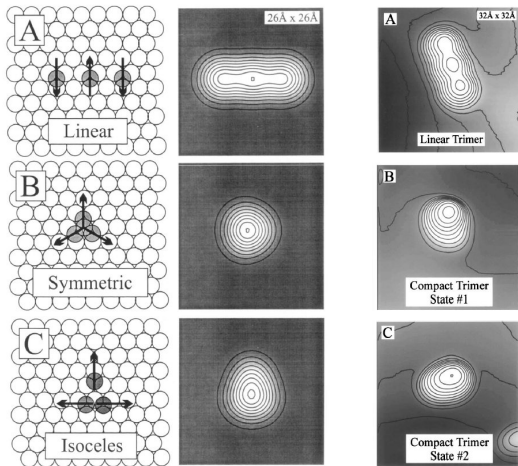 A
26Å x 26Å
Linear
A
32Å x 32Å
Linear Trimer
B
Symmetric
B
Compact Trimer
State #1
C
Isoceles
C
Compact Trimer
State #2